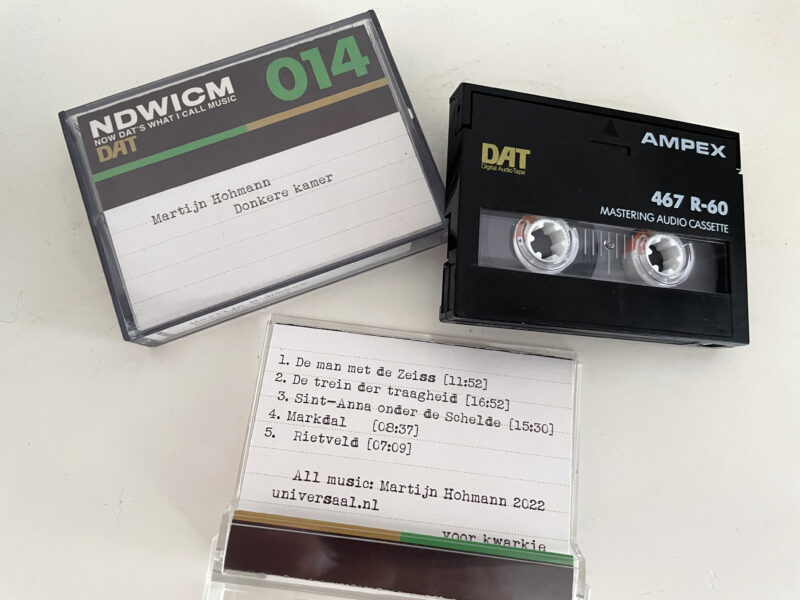 NDWICM
NOW DAT'S WHAT I CALL MUSIC
DAT
014
Martijn Hohmann
Donkere kamer
AMPEX
DAT
Digital Audio Tape
467 R-60
MASTERING AUDIO CASSETTE
1. De man met de Zeiss [11:52]
2. De trein der traagheid [16:52]
3. Sint-Anna onder de Schelde [15:30]
4. Markdal [08:37]
5. Rietveld [07:09]
All music: Martijn Hohmann 2022
universaal.nl
voor kwarkie